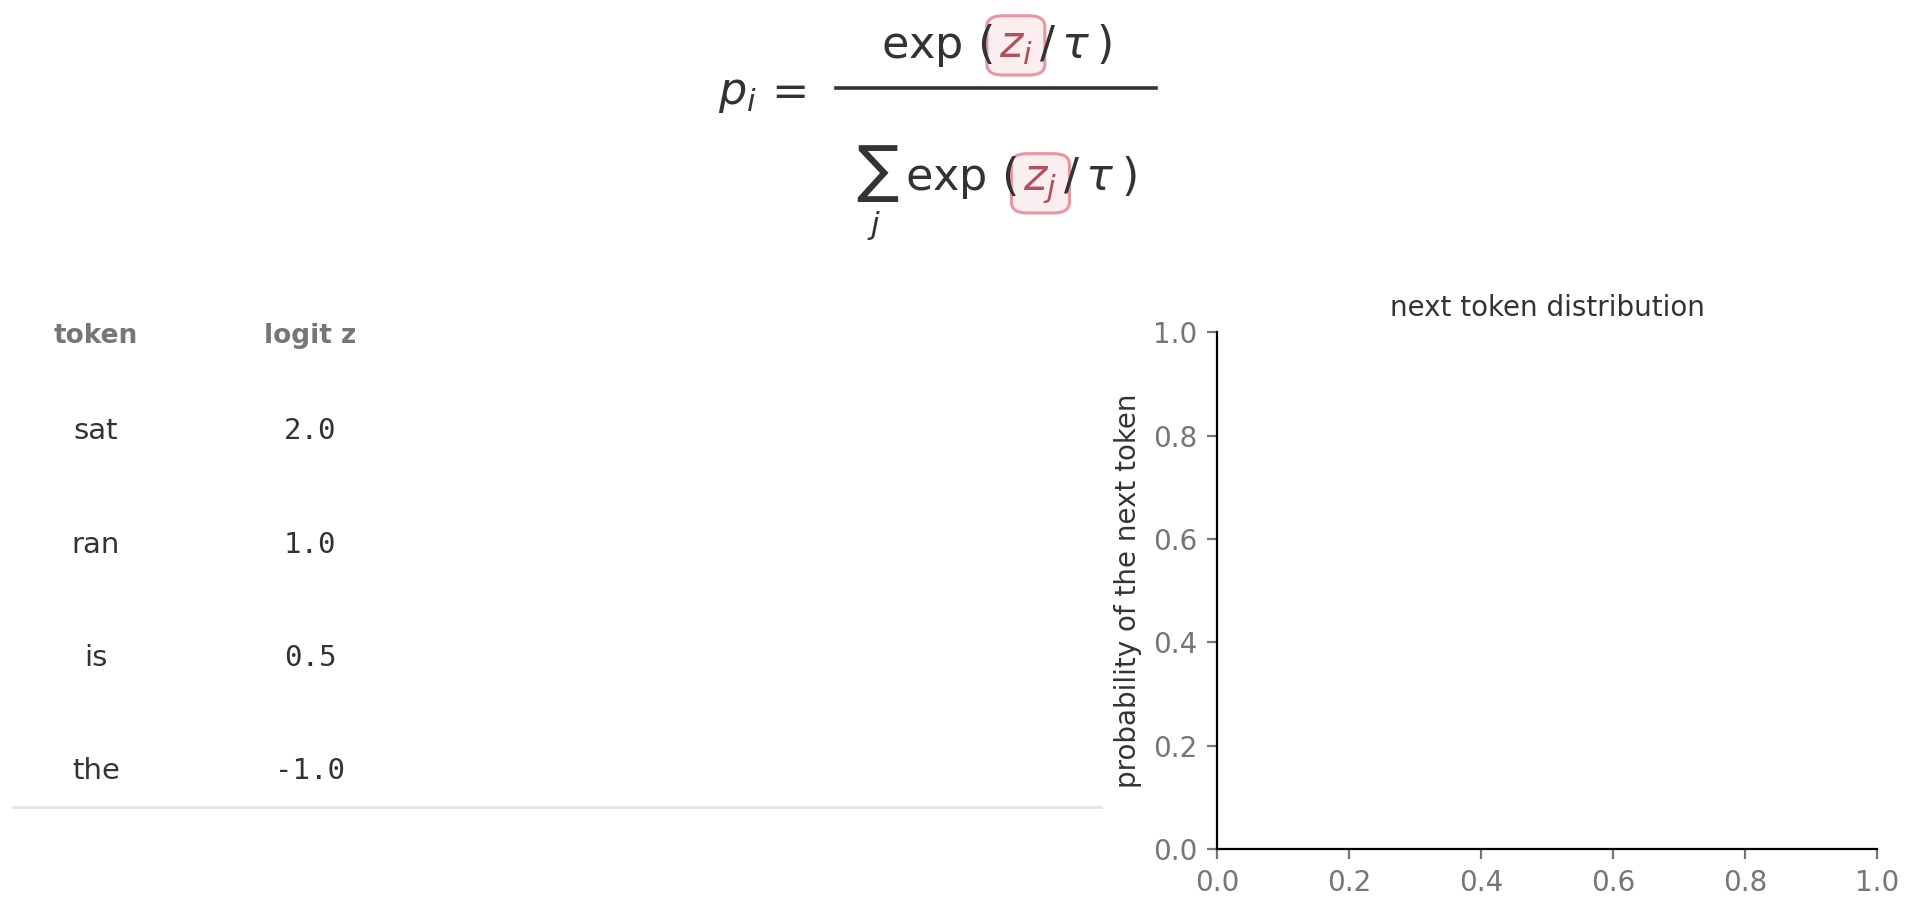 p_i = exp (z_i / τ) / ∑_j exp (z_j / τ)
token logit z
sat 2.0
ran 1.0
is 0.5
the -1.0
next token distribution
probability of the next token
1.0
0.8
0.6
0.4
0.2
0.0
0.0 0.2 0.4 0.6 0.8 1.0